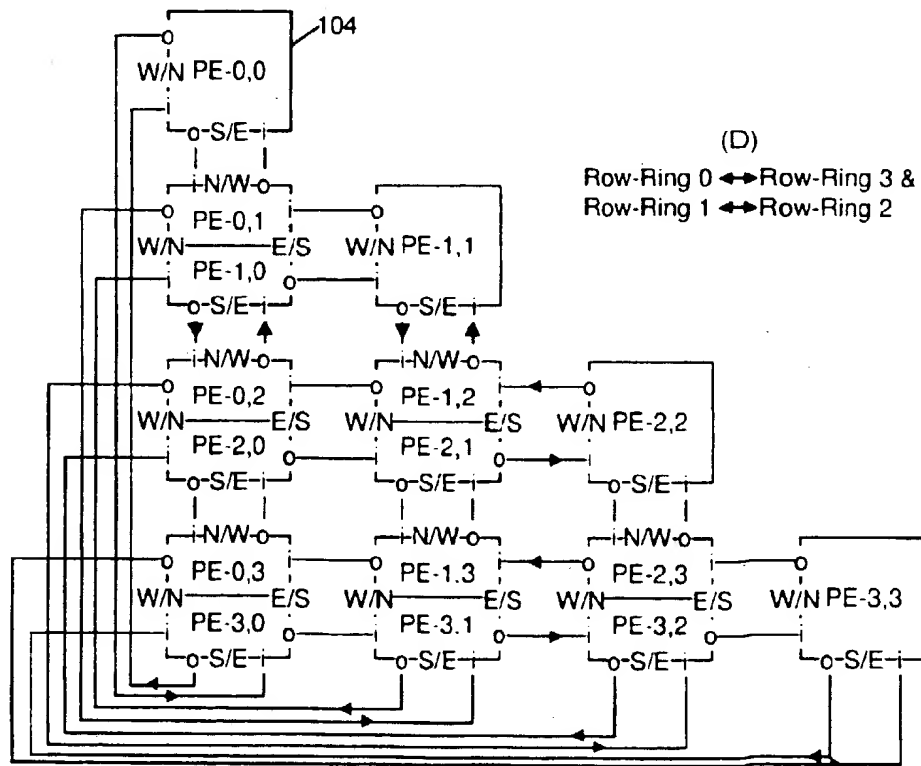 104
o
W/N PE-0,0
i
o-S/E-i
(D)
Row-Ring 0 ↔ Row-Ring 3 &
Row-Ring 1 ↔ Row-Ring 2
i-N/W-o
o PE-0,1 i o
W/N E/S W/N PE-1,1
i PE-1,0 o i
o-S/E-i o-S/E-i
i-N/W-o i-N/W-o
o PE-0,2 i o PE-1,2 i o
W/N E/S W/N E/S W/N PE-2,2
i PE-2,0 o i PE-2,1 o i
o-S/E-i o-S/E-i o-S/E-i
i-N/W-o i-N/W-o i-N/W-o
o PE-0,3 i o PE-1.3 i o PE-2,3 i o
W/N E/S W/N E/S W/N E/S W/N PE-3,3
i PE-3,0 o i PE-3.1 o i PE-3,2 o i
o-S/E-i o-S/E-i o-S/E-i o-S/E-i